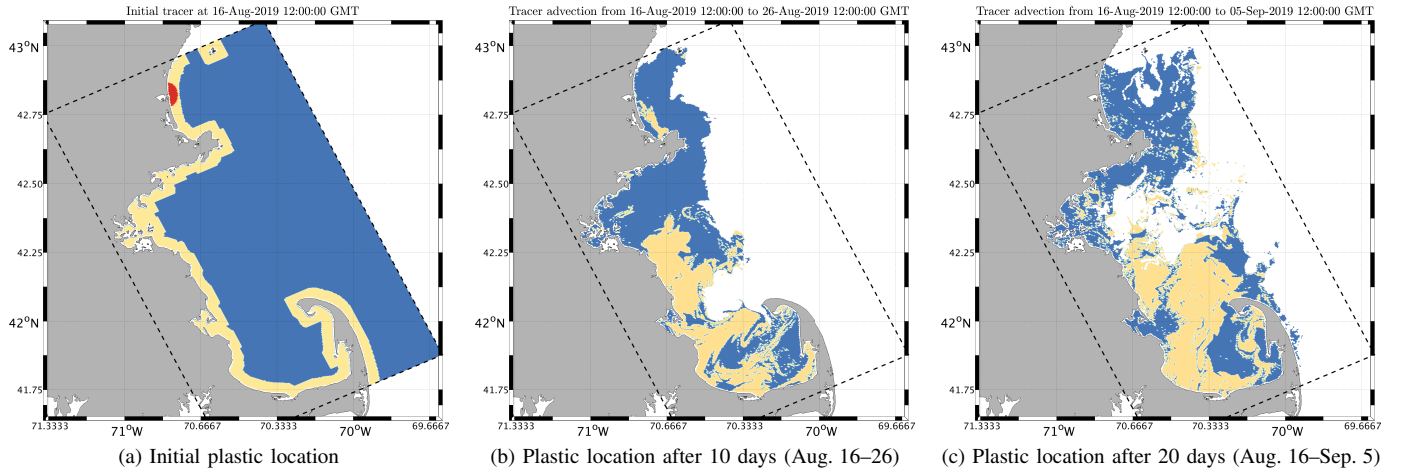 Initial tracer at 16-Aug-2019 12:00:00 GMT
43°N
42.75
42.50
42.25
42°N
41.75
71.3333
71°W
70.6667
70.3333
70°W
69.6667
(a) Initial plastic location
Tracer advection from 16-Aug-2019 12:00:00 to 26-Aug-2019 12:00:00 GMT
43°N
42.75
42.50
42.25
42°N
41.75
71.3333
71°W
70.6667
70.3333
70°W
69.6667
(b) Plastic location after 10 days (Aug. 16–26)
Tracer advection from 16-Aug-2019 12:00:00 to 05-Sep-2019 12:00:00 GMT
43°N
42.75
42.50
42.25
42°N
41.75
71.3333
71°W
70.6667
70.3333
70°W
69.6667
(c) Plastic location after 20 days (Aug. 16–Sep. 5)